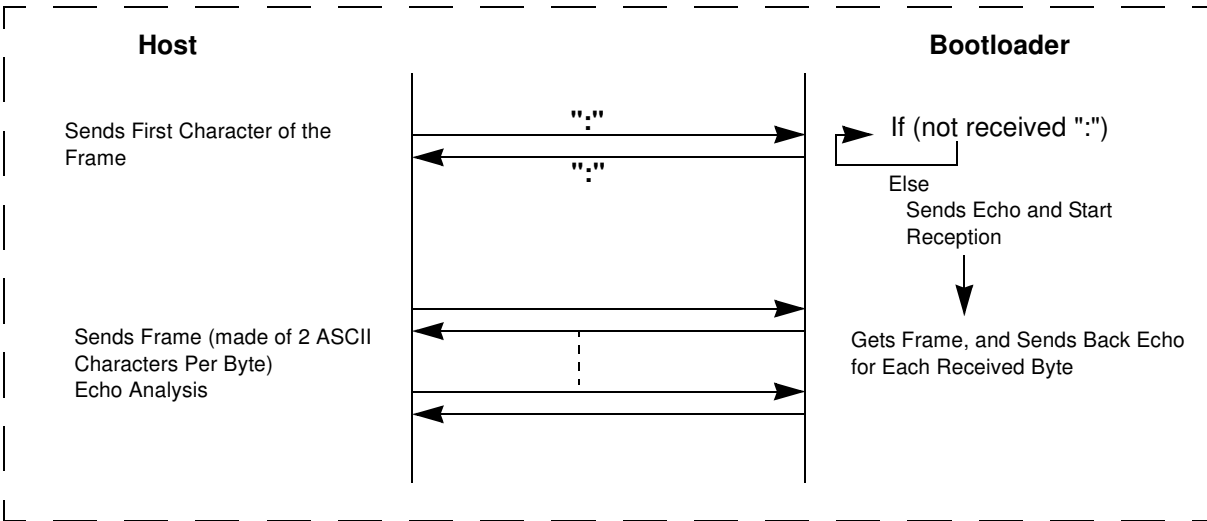 Host
Bootloader
Sends First Character of the
Frame
":"
":"
If (not received ":")
Else
Sends Echo and Start
Reception
Sends Frame (made of 2 ASCII
Characters Per Byte)
Echo Analysis
Gets Frame, and Sends Back Echo
for Each Received Byte